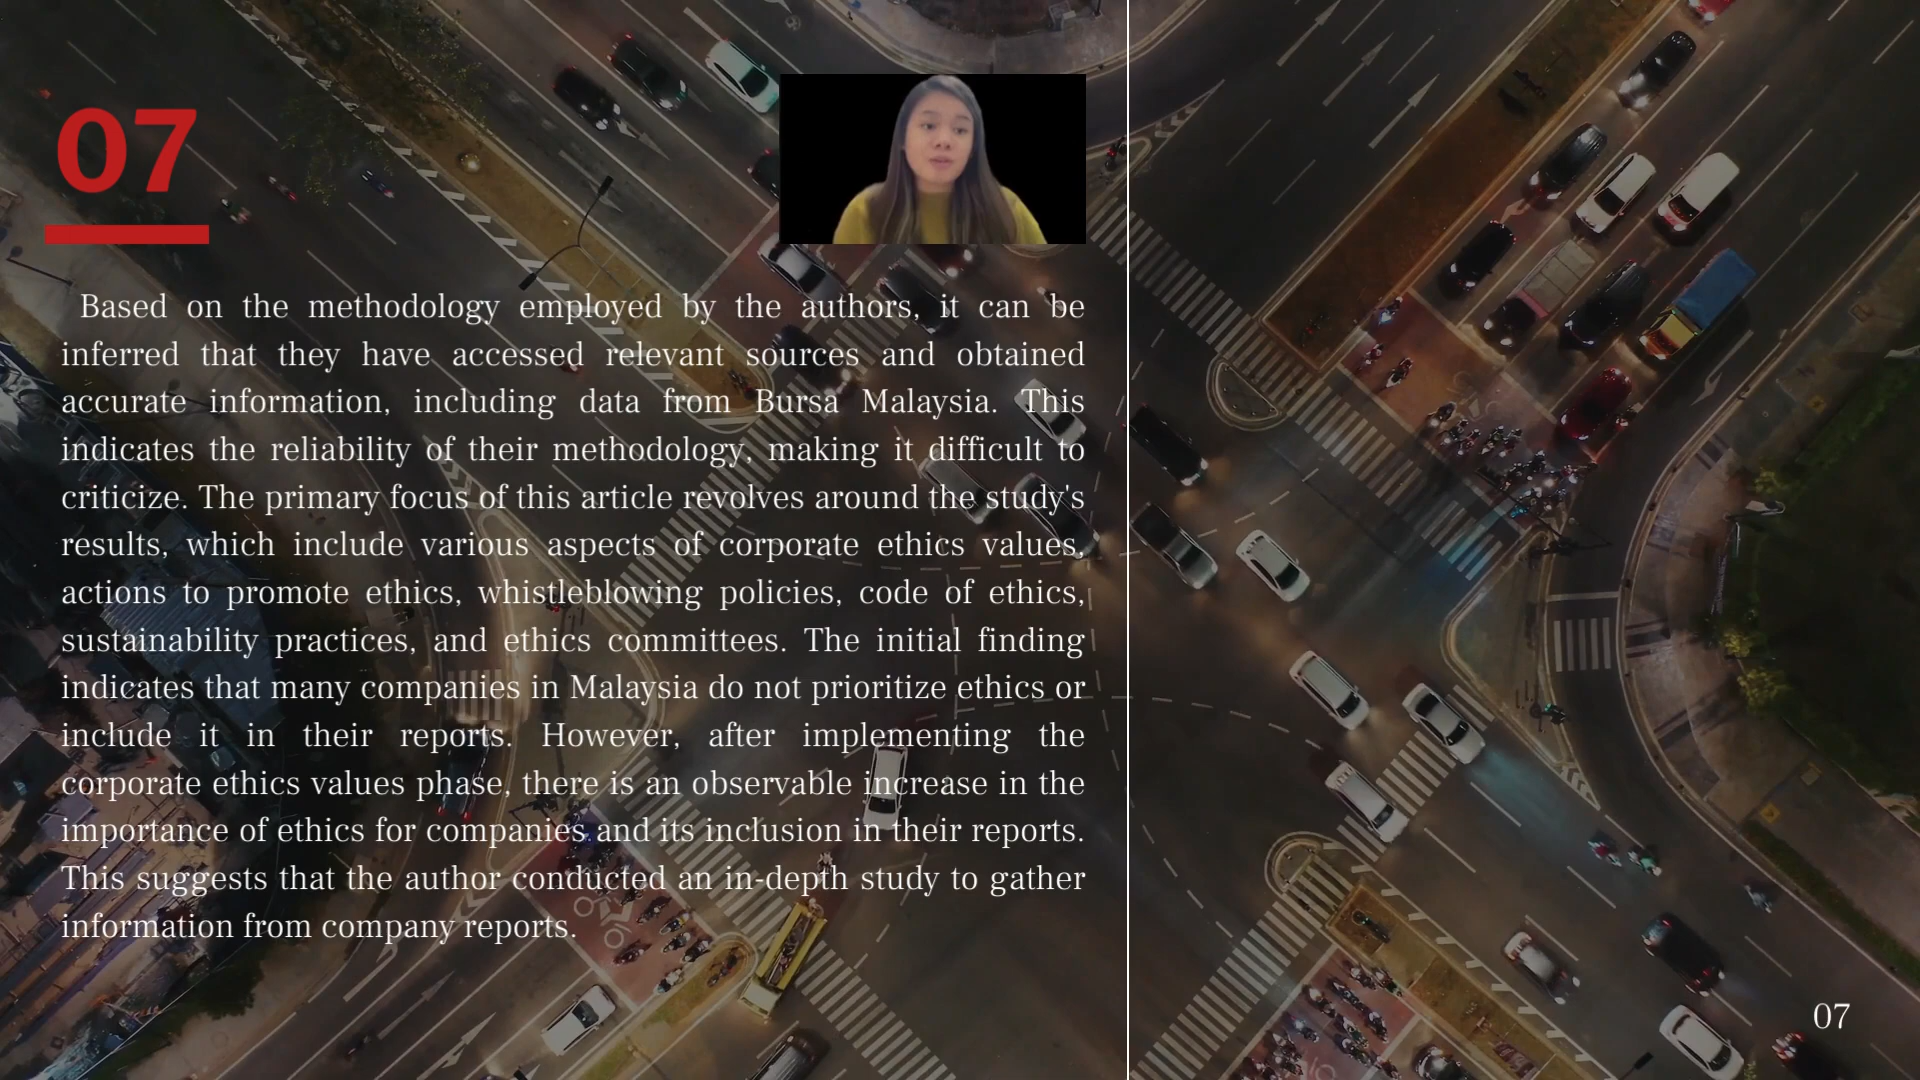 07
Based on the methodology employed by the authors, it can be
inferred that they have accessed relevant sources and obtained
accurate information, including data from Bursa Malaysia. This
indicates the reliability of their methodology, making it difficult to
criticize. The primary focus of this article revolves around the study's
results, which include various aspects of corporate ethics values,
actions to promote ethics, whistleblowing policies, code of ethics,
sustainability practices, and ethics committees. The initial finding
indicates that many companies in Malaysia do not prioritize ethics or
include it in their reports. However, after implementing the
corporate ethics values phase, there is an observable increase in the
importance of ethics for companies and its inclusion in their reports.
This suggests that the author conducted an in-depth study to gather
information from company reports.
07